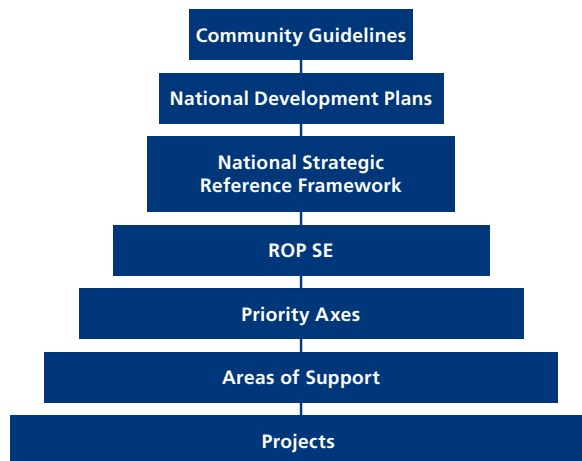 Community Guidelines
National Development Plans
National Strategic
Reference Framework
ROP SE
Priority Axes
Areas of Support
Projects